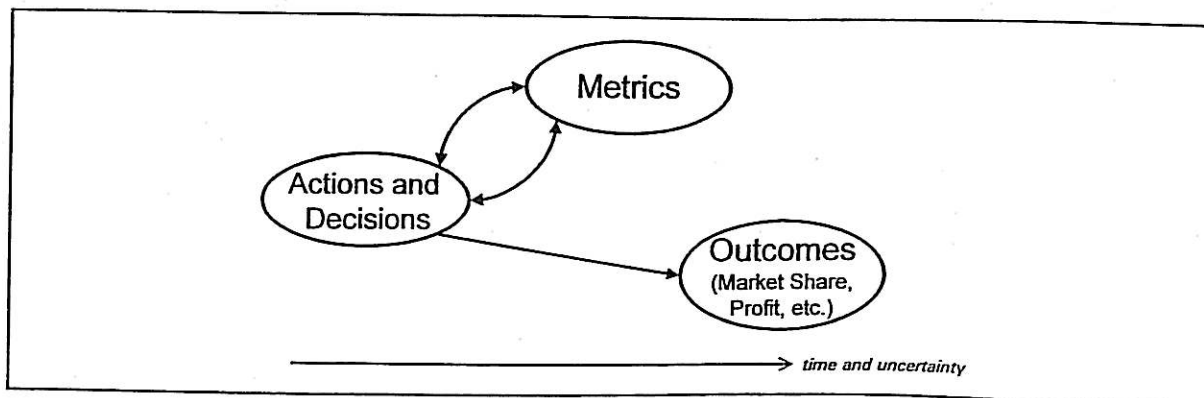 Metrics
Actions and
Decisions
Outcomes
(Market Share,
Profit, etc.)
time and uncertainty